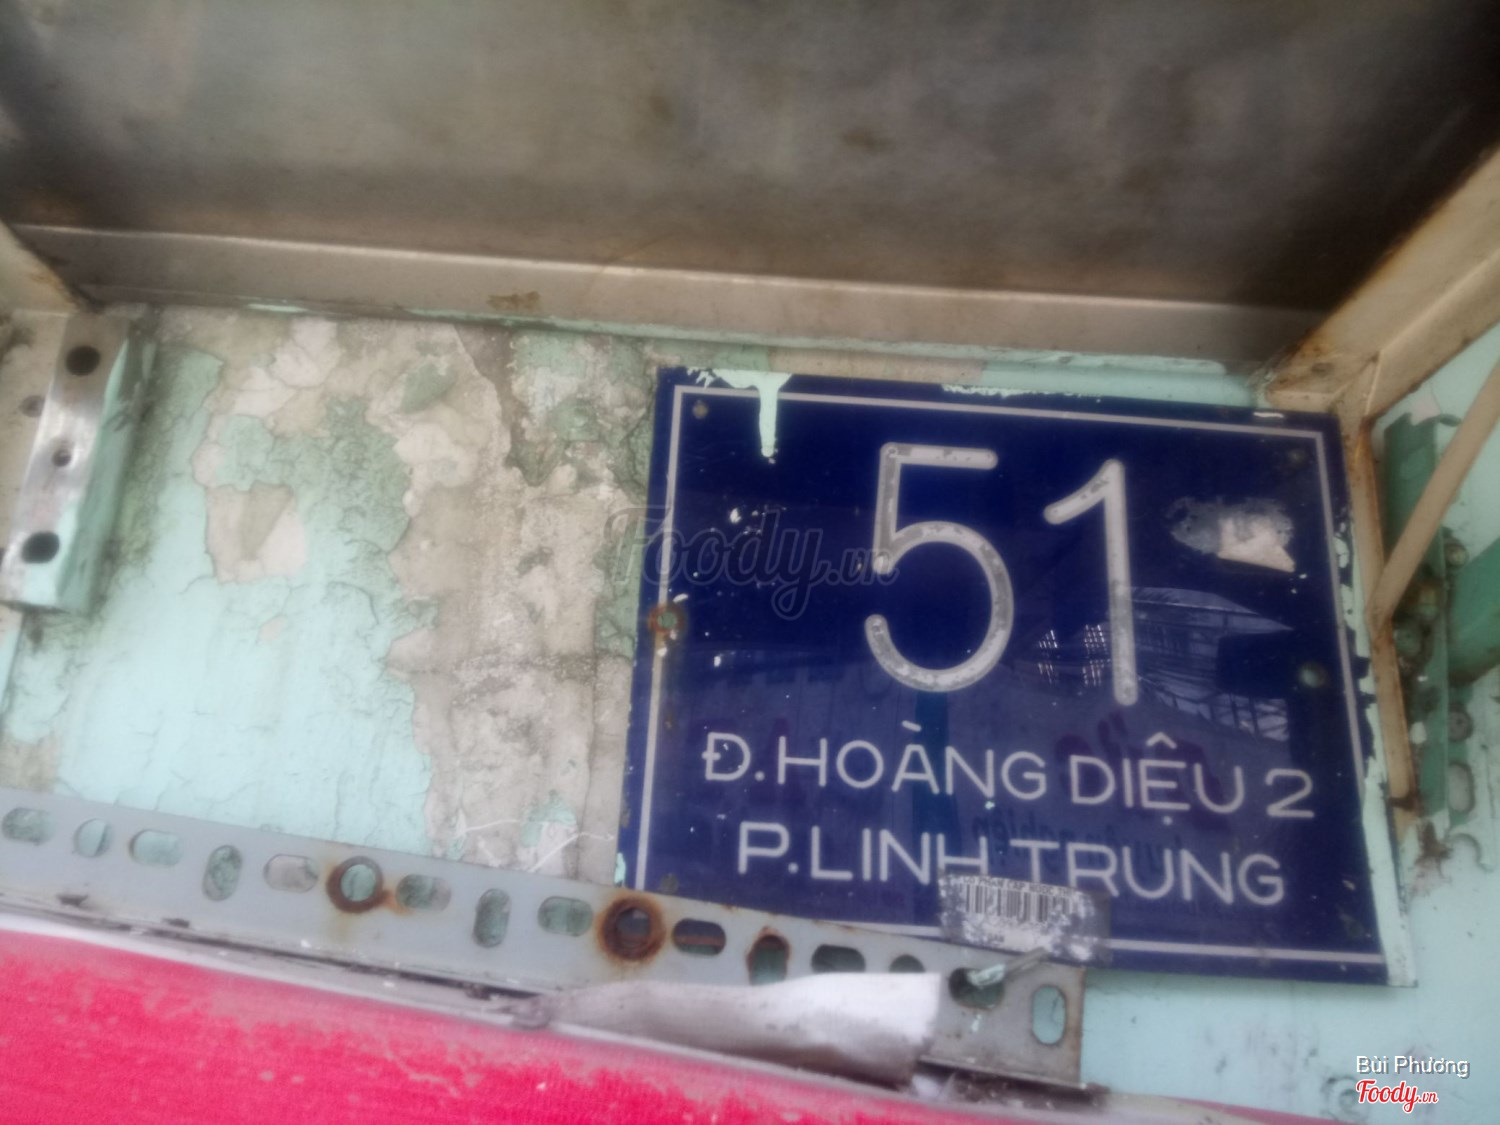 51
Đ.HOÀNG DIỆU 2
P.LINH TRUNG
Foody.vn
Bùi Phương
Foody.vn